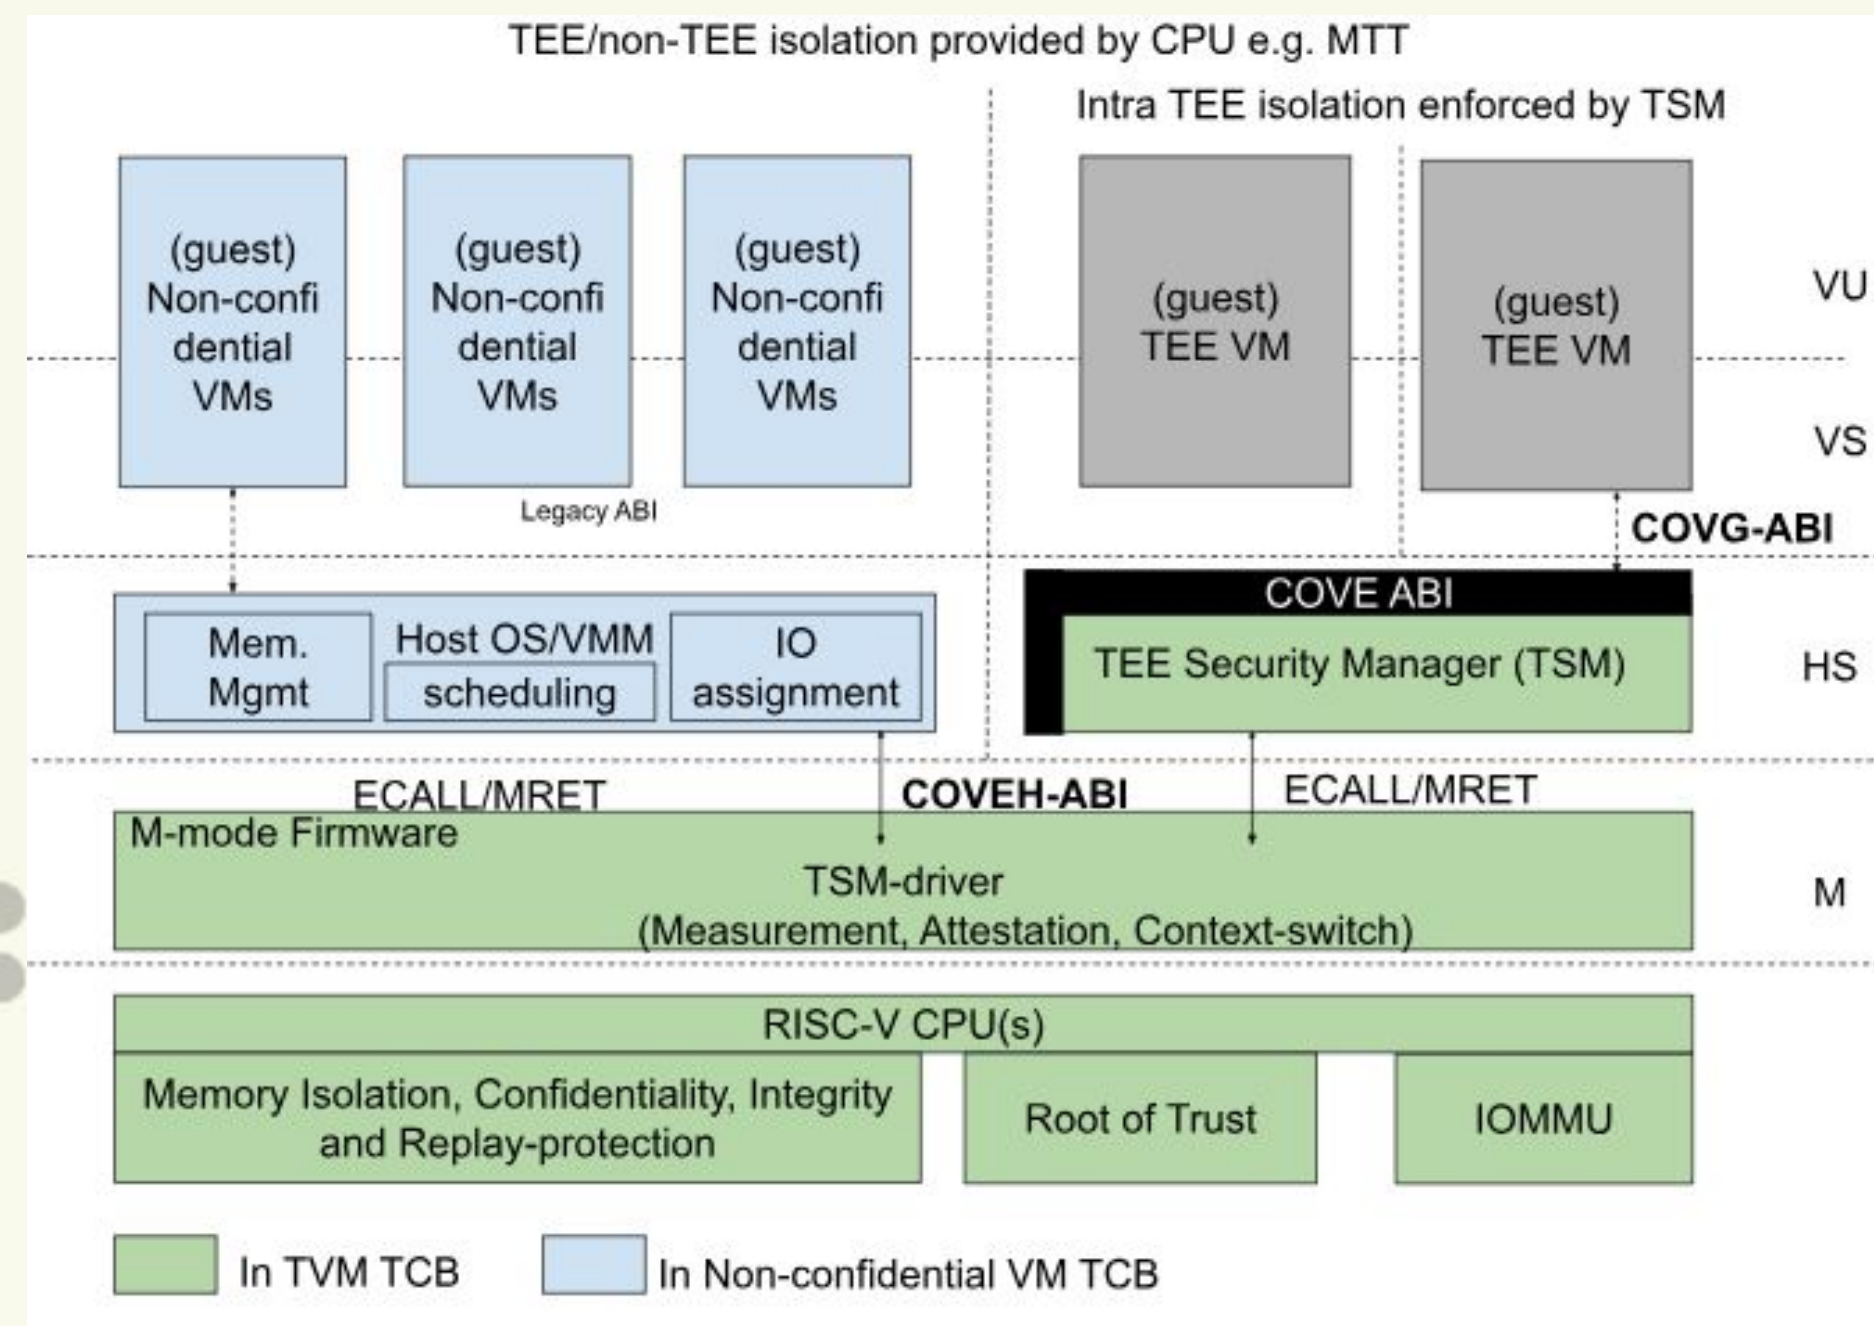 TEE/non-TEE isolation provided by CPU e.g. MTT
Intra TEE isolation enforced by TSM
(guest)
Non-confi
dential
VMs
(guest)
Non-confi
dential
VMs
(guest)
Non-confi
dential
VMs
(guest)
TEE VM
(guest)
TEE VM
VU
VS
Legacy ABI
COVG-ABI
Mem.
Mgmt
Host OS/VMM
scheduling
IO
assignment
COVE ABI
TEE Security Manager (TSM)
HS
ECALL/MRET
COVEH-ABI
ECALL/MRET
M-mode Firmware
TSM-driver
(Measurement, Attestation, Context-switch)
M
RISC-V CPU(s)
Memory Isolation, Confidentiality, Integrity
and Replay-protection
Root of Trust
IOMMU
In TVM TCB
In Non-confidential VM TCB